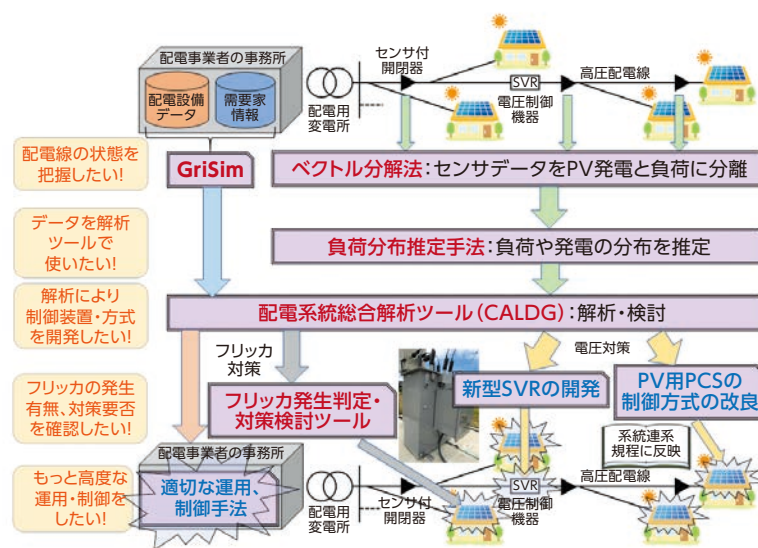 配電事業者の事務所
配電設備
データ
需要家
情報
配電用
変電所
センサ付
開閉器
SVR
電圧制御
機器
高圧配電線
配電線の状態を
把握したい!
GriSim
ベクトル分解法:センサデータをPV発電と負荷に分離
データを解析
ツールで
使いたい!
負荷分布推定手法:負荷や発電の分布を推定
解析により
制御装置・方式
を開発したい!
配電系統総合解析ツール(CALDG):解析・検討
フリッカ
対策
電圧対策
フリッカの発生
有無、対策要否
を確認したい!
フリッカ発生判定・
対策検討ツール
新型SVRの開発
PV用PCSの
制御方式の改良
系統連系
規程に反映
もっと高度な
運用・制御を
したい!
配電事業者の事務所
適切な運用、
制御手法
配電用
変電所
センサ付
開閉器
SVR
電圧制御
機器
高圧配電線